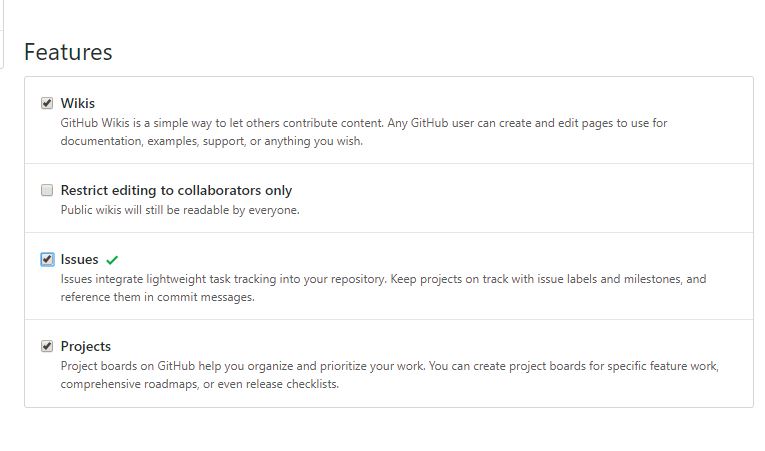 Features
Wikis
GitHub Wikis is a simple way to let others contribute content. Any GitHub user can create and edit pages to use for
documentation, examples, support, or anything you wish.
Restrict editing to collaborators only
Public wikis will still be readable by everyone.
Issues
Issues integrate lightweight task tracking into your repository. Keep projects on track with issue labels and milestones, and
reference them in commit messages.
Projects
Project boards on GitHub help you organize and prioritize your work. You can create project boards for specific feature work,
comprehensive roadmaps, or even release checklists.